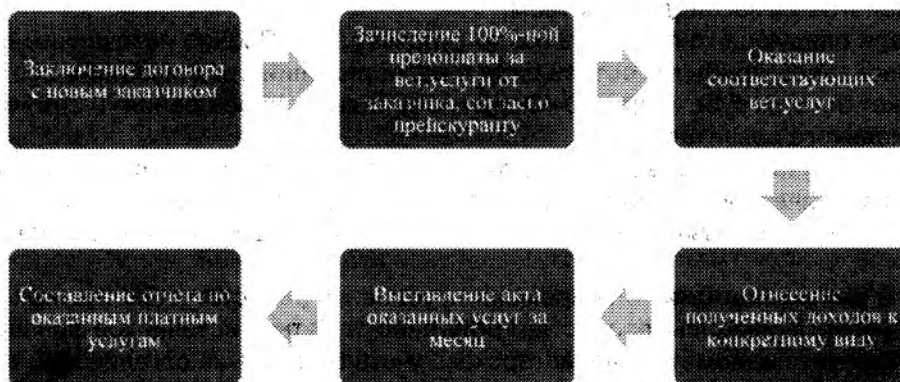 Заключение договора
с новым заказчиком
Зачисление 100%-ной
предоплаты за
вет.услуги от
заказчика, согласно
прейскуранту
Оказание
соответствующих
вет.услуг
Отнесение
полученных доходов к
конкретному виду
Выставление акта
оказанных услуг за
месяц
Составление отчета по
оказанным платным
услугам